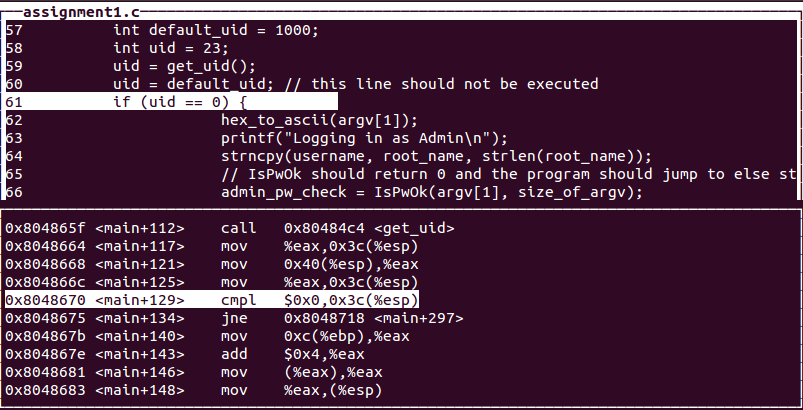 assignment1.c
57 int default_uid = 1000;
58 int uid = 23;
59 uid = get_uid();
60 uid = default_uid; // this line should not be executed
61 if (uid == 0) {
62 hex_to_ascii(argv[1]);
63 printf("Logging in as Admin\n");
64 strncpy(username, root_name, strlen(root_name));
65 // IsPwOk should return 0 and the program should jump to else st
66 admin_pw_check = IsPwOk(argv[1], size_of_argv);
0x804865f <main+112> call 0x80484c4 <get_uid>
0x8048664 <main+117> mov %eax,0x3c(%esp)
0x8048668 <main+121> mov 0x40(%esp),%eax
0x804866c <main+125> mov %eax,0x3c(%esp)
0x8048670 <main+129> cmpl $0x0,0x3c(%esp)
0x8048675 <main+134> jne 0x8048718 <main+297>
0x804867b <main+140> mov 0xc(%ebp),%eax
0x804867e <main+143> add $0x4,%eax
0x8048681 <main+146> mov (%eax),%eax
0x8048683 <main+148> mov %eax,(%esp)